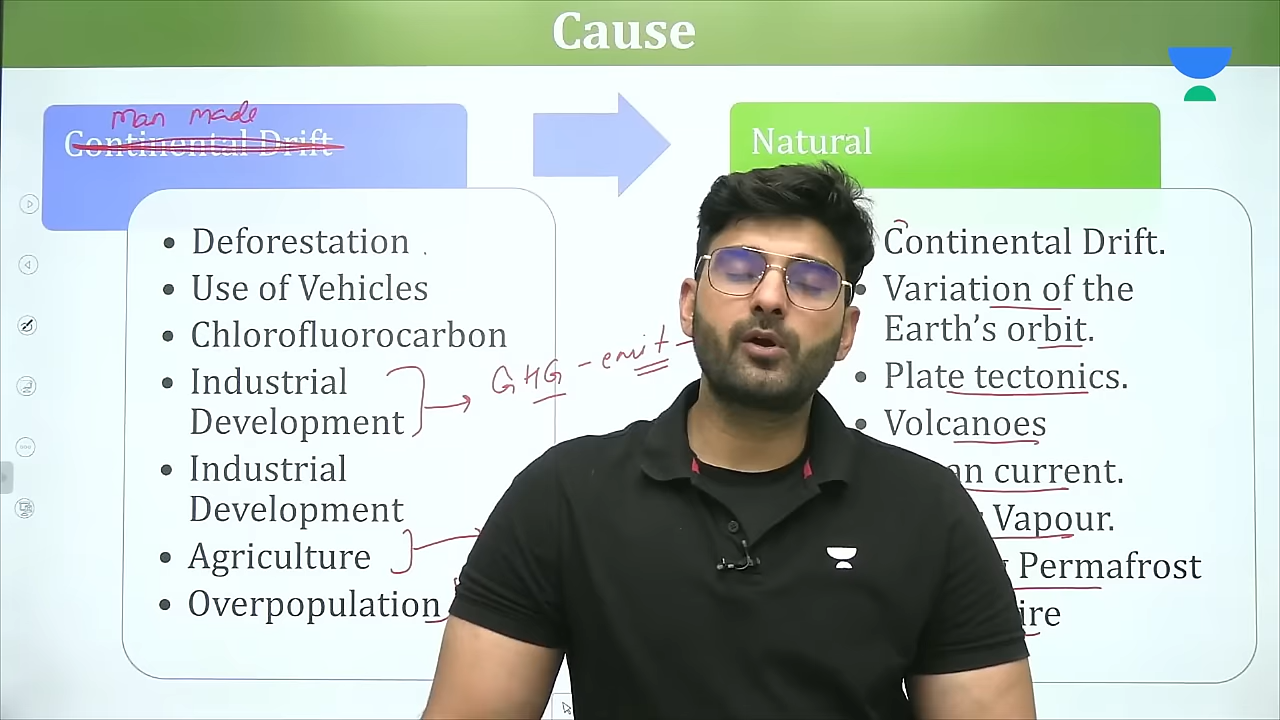 Cause
man made
Continental Drift
Natural
• Deforestation
• Use of Vehicles
• Chlorofluorocarbon
• Industrial
Development
• Industrial
Development
• Agriculture
• Overpopulation
GHG - emit
Continental Drift.
• Variation of the
Earth's orbit.
• Plate tectonics.
• Volcanoes
current.
Vapour.
Permafrost